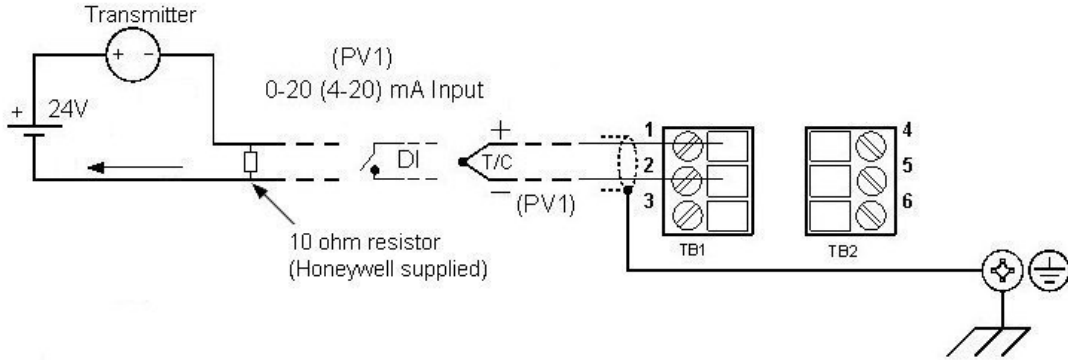 Transmitter
+ −
(PV1)
0-20 (4-20) mA Input
+ 24V
DI
+
T/C
−
(PV1)
10 ohm resistor
(Honeywell supplied)
1
2
3
TB1
4
5
6
TB2